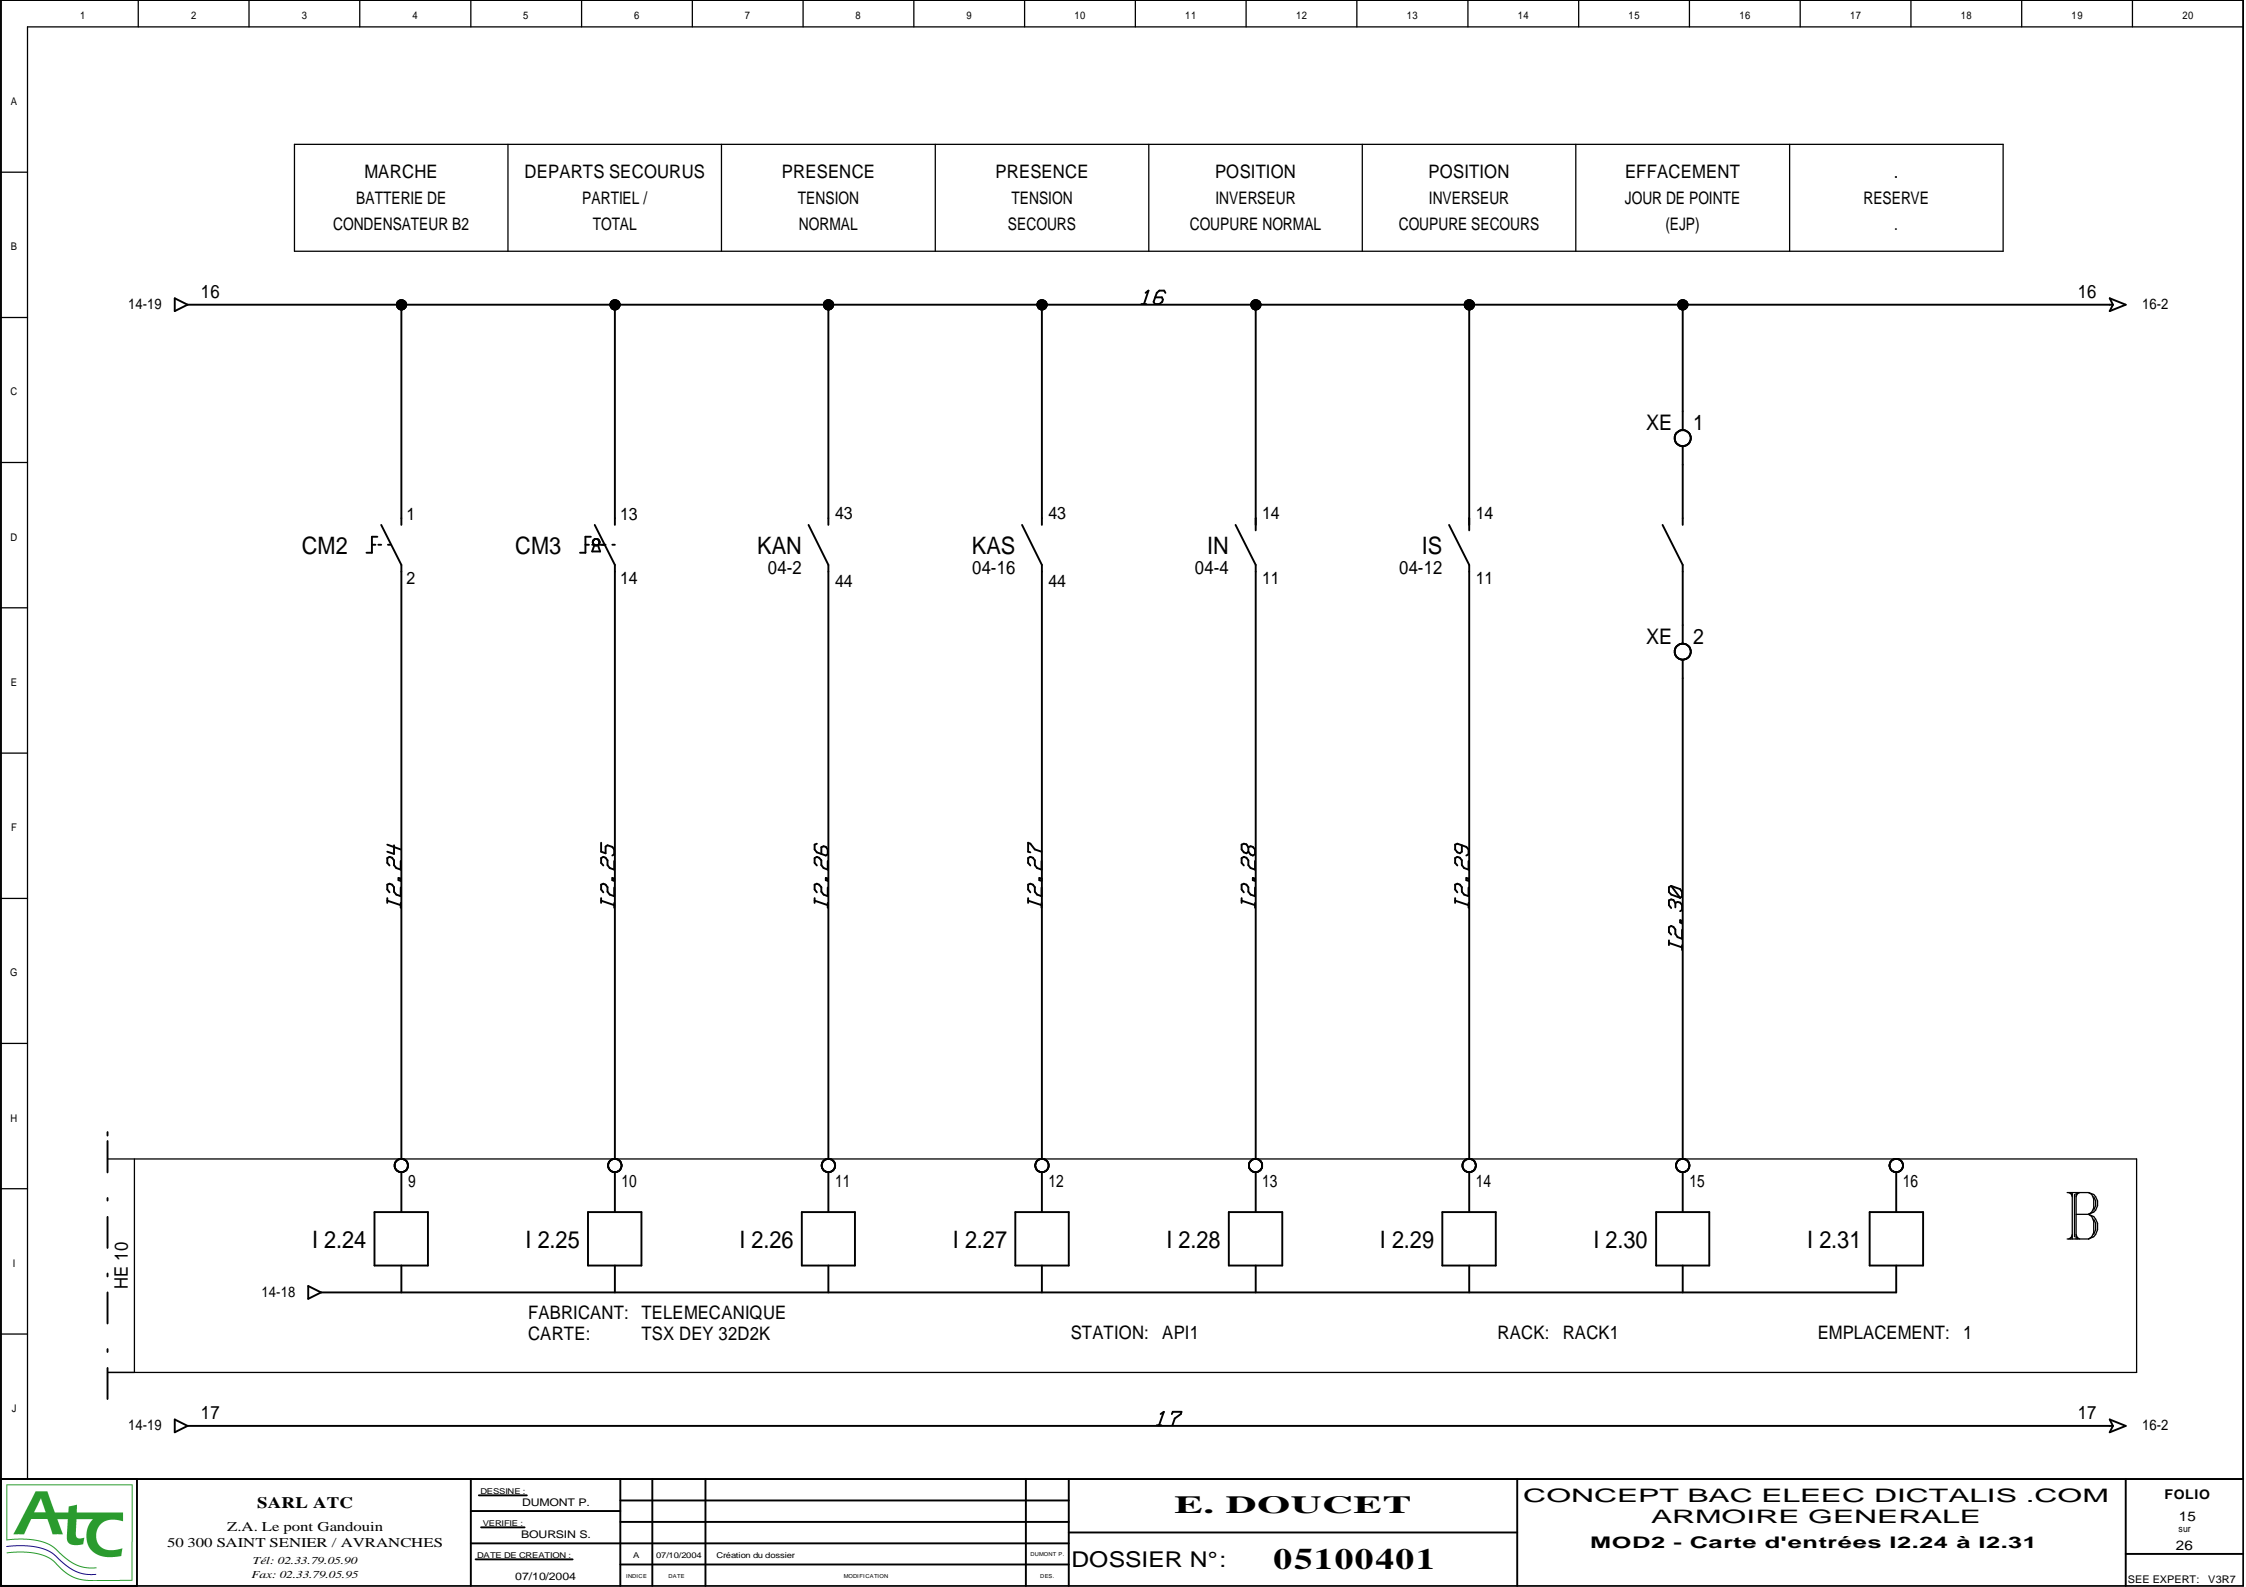 1 2 3 4 5 6 7 8 9 10 11 12 13 14 15 16 17 18 19 20
A
B
C
D
E
F
G
H
I
J
MARCHE
BATTERIE DE
CONDENSATEUR B2
DEPARTS SECOURUS
PARTIEL /
TOTAL
PRESENCE
TENSION
NORMAL
PRESENCE
TENSION
SECOURS
POSITION
INVERSEUR
COUPURE NORMAL
POSITION
INVERSEUR
COUPURE SECOURS
EFFACEMENT
JOUR DE POINTE
(EJP)
.
RESERVE
.
14-19 16 16 16 16-2
XE 1
1 13 43 43 14 14
CM2 CM3 KAN KAS IN IS
04-2 04-16 04-4 04-12
2 14 44 44 11 11
XE 2
I2.24 I2.25 I2.26 I2.27 I2.28 I2.29 I2.30
9 10 11 12 13 14 15 16
I 2.24 I 2.25 I 2.26 I 2.27 I 2.28 I 2.29 I 2.30 I 2.31
B
HE 10
14-18
FABRICANT: TELEMECANIQUE
CARTE: TSX DEY 32D2K
STATION: API1
RACK: RACK1
EMPLACEMENT: 1
14-19 17 17 17 16-2
AtC
SARL ATC
Z.A. Le pont Gandouin
50 300 SAINT SENIER / AVRANCHES
Tél: 02.33.79.05.90
Fax: 02.33.79.05.95
DESSINE :
DUMONT P.
VERIFIE :
BOURSIN S.
DATE DE CREATION :
07/10/2004
A 07/10/2004 Création du dossier DUMONT P.
INDICE DATE MODIFICATION DES.
E. DOUCET
DOSSIER N°: 05100401
CONCEPT BAC ELEEC DICTALIS .COM
ARMOIRE GENERALE
MOD2 - Carte d'entrées I2.24 à I2.31
FOLIO
15
sur
26
SEE EXPERT: V3R7